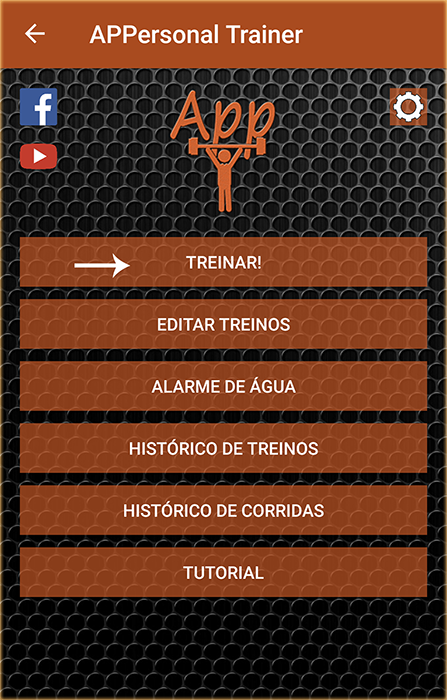 APPersonal Trainer
App
TREINAR!
EDITAR TREINOS
ALARME DE ÁGUA
HISTÓRICO DE TREINOS
HISTÓRICO DE CORRIDAS
TUTORIAL